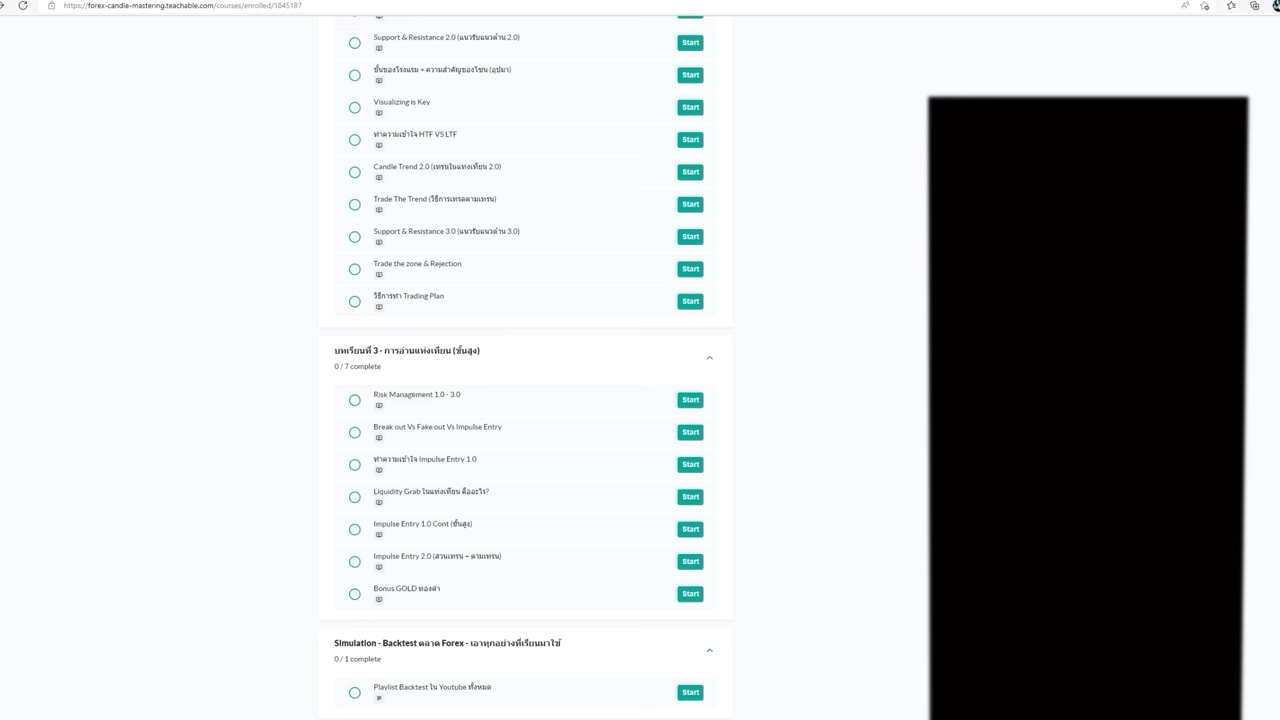 https://forex-candle-mastering.teachable.com/courses/enrolled/1845187
Support & Resistance 2.0 (แนวรับแนวต้าน 2.0)
Start
ชั้นของโรงแรม + ความสำคัญของโซน (อุปมา)
Start
Visualizing is Key
Start
ทำความเข้าใจ HTF VS LTF
Start
Candle Trend 2.0 (เทรนในแท่งเทียน 2.0)
Start
Trade The Trend (วิธีการเทรดตามเทรน)
Start
Support & Resistance 3.0 (แนวรับแนวต้าน 3.0)
Start
Trade the zone & Rejection
Start
วิธีการทำ Trading Plan
Start
บทเรียนที่ 3 - การอ่านแท่งเทียน (ขั้นสูง)
0 / 7 complete
Risk Management 1.0 - 3.0
Start
Break out Vs Fake out Vs Impulse Entry
Start
ทำความเข้าใจ Impulse Entry 1.0
Start
Liquidity Grab ในแท่งเทียน คืออะไร?
Start
Impulse Entry 1.0 Cont (ขั้นสูง)
Start
Impulse Entry 2.0 (สวนเทรน + ตามเทรน)
Start
Bonus GOLD ทองคำ
Start
Simulation - Backtest ตลาด Forex - เอาทุกอย่างที่เรียนมาใช้
0 / 1 complete
Playlist Backtest ใน Youtube ทั้งหมด
Start